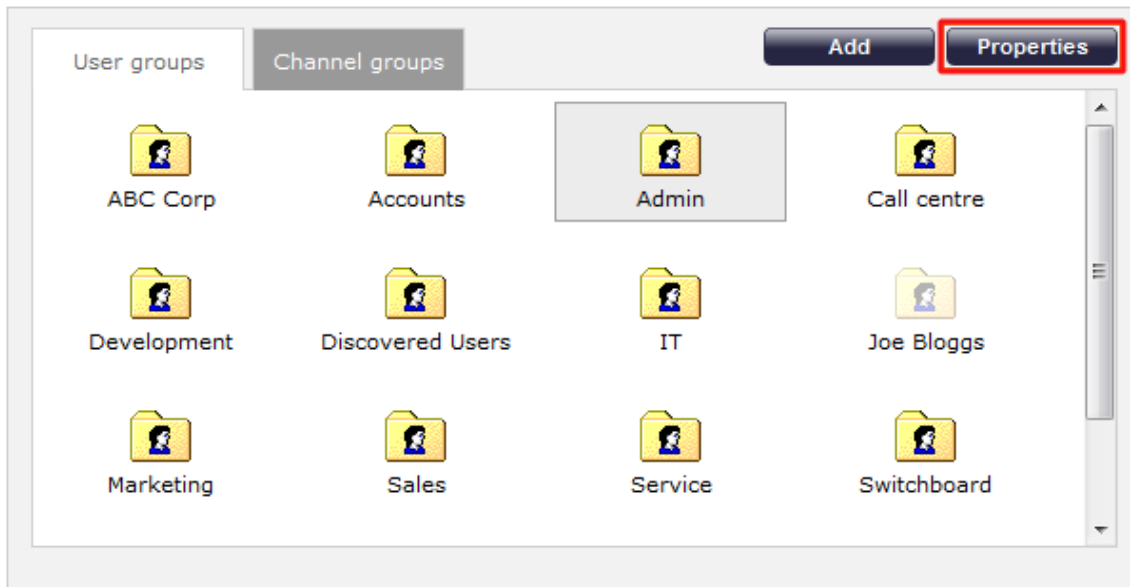 User groups Channel groups Add Properties
ABC Corp Accounts Admin Call centre
Development Discovered Users IT Joe Bloggs
Marketing Sales Service Switchboard